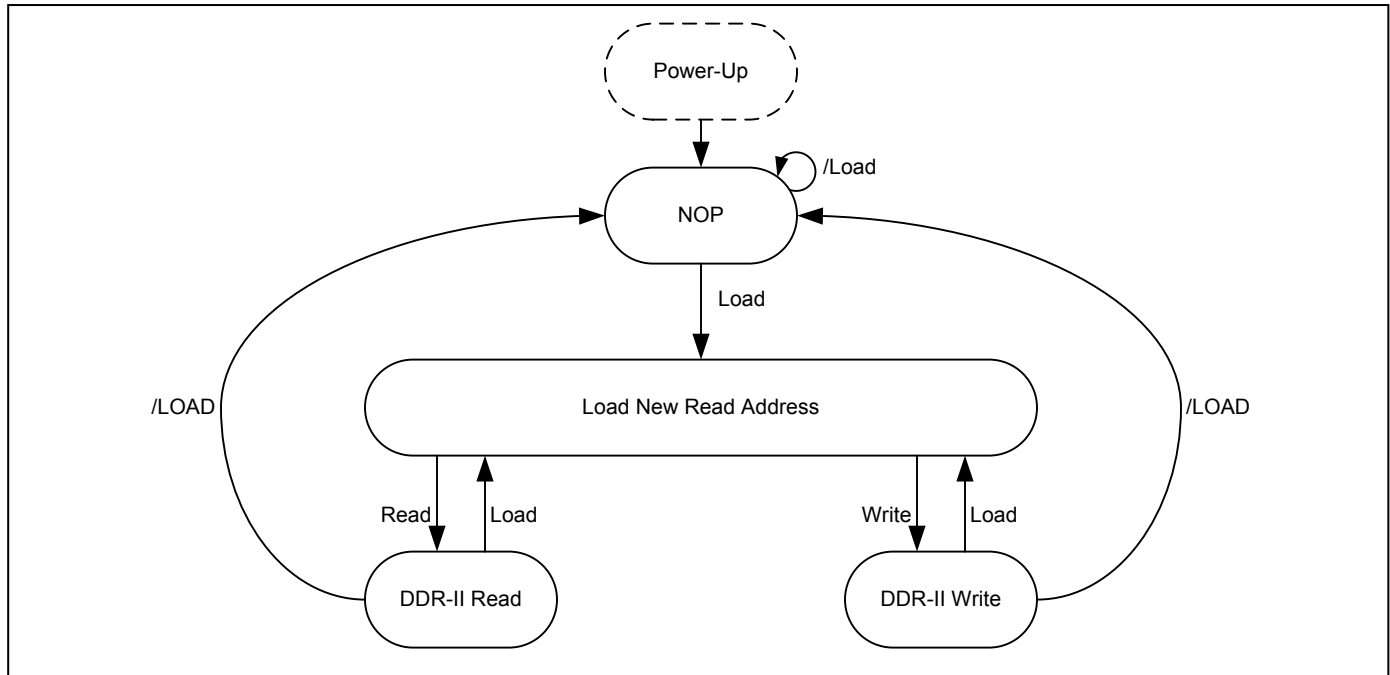 Power-Up
/Load
NOP
Load
/LOAD
Load New Read Address
/LOAD
Read
Load
Write
Load
DDR-II Read
DDR-II Write